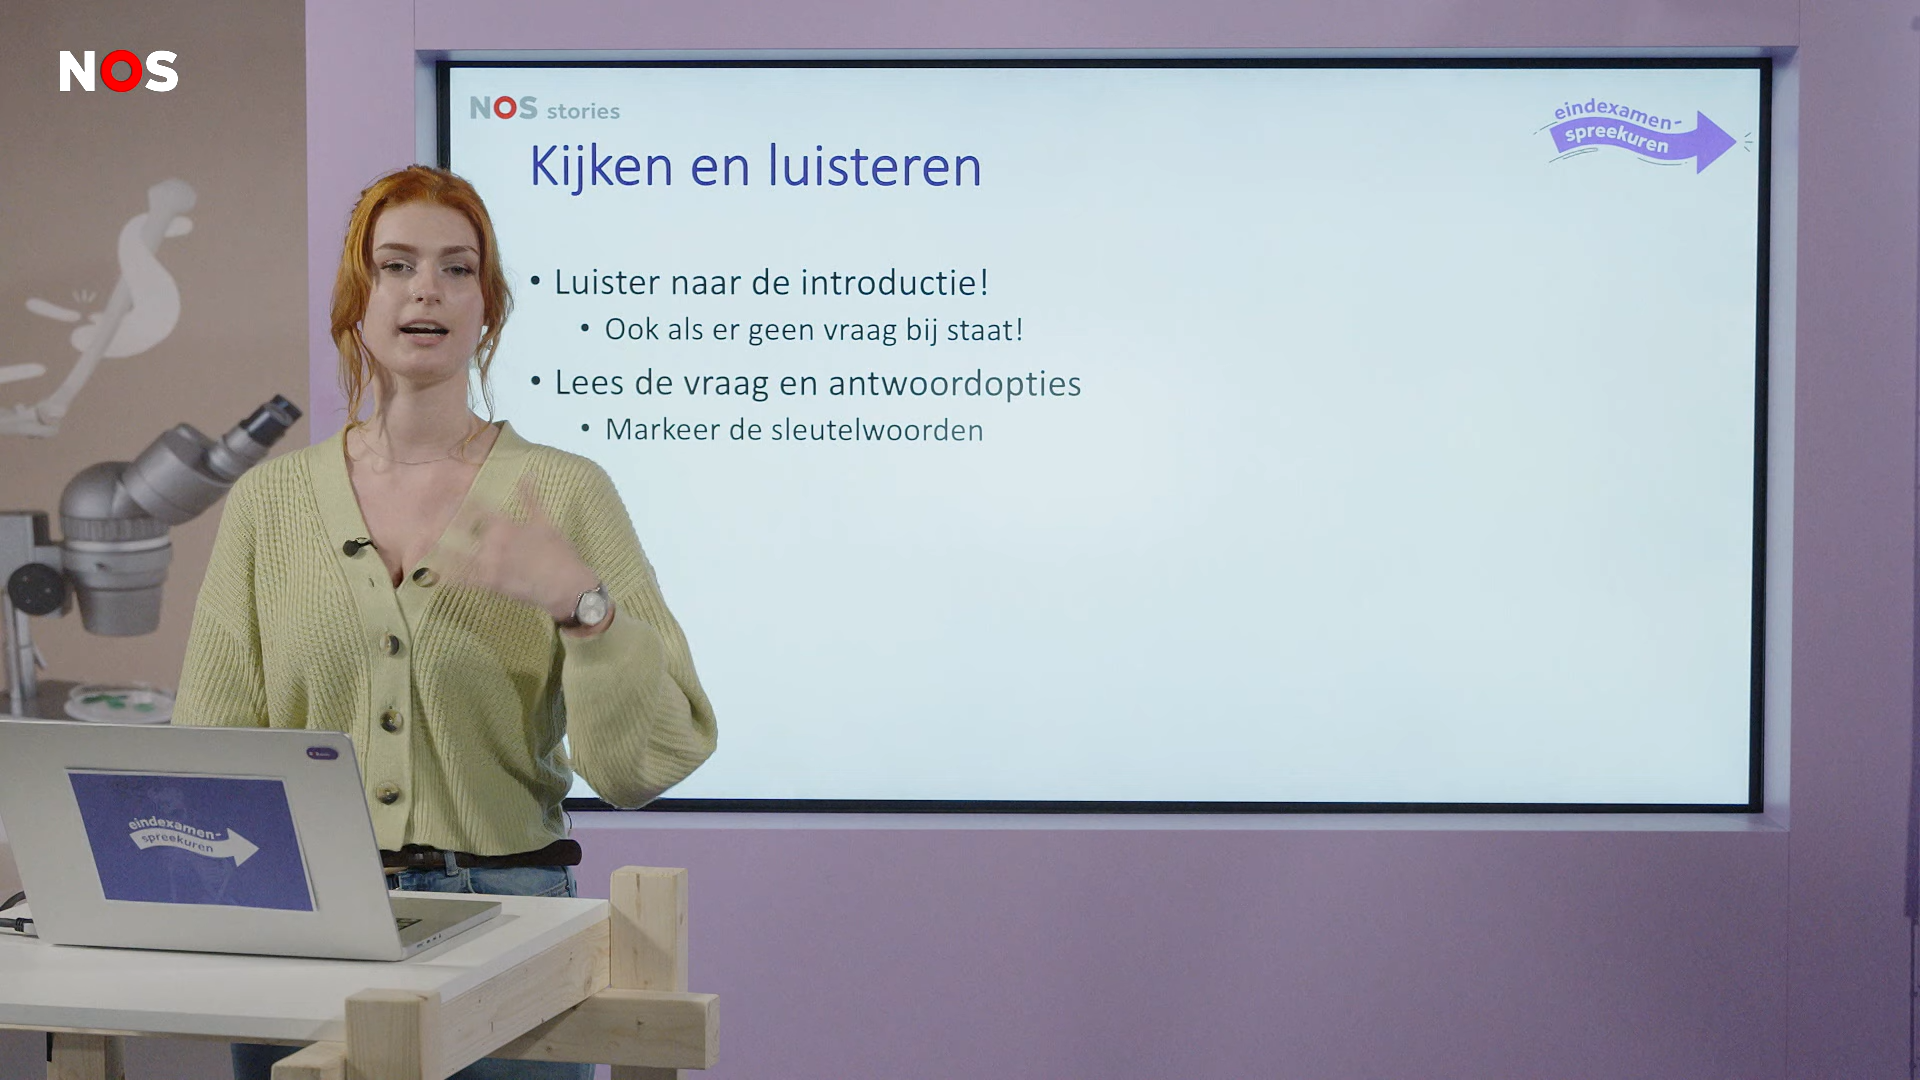 NOS
NOS stories
eindexamen-
spreekuren
Kijken en luisteren
• Luister naar de introductie!
• Ook als er geen vraag bij staat!
• Lees de vraag en antwoordopties
• Markeer de sleutelwoorden
eindexamen-
spreekuren